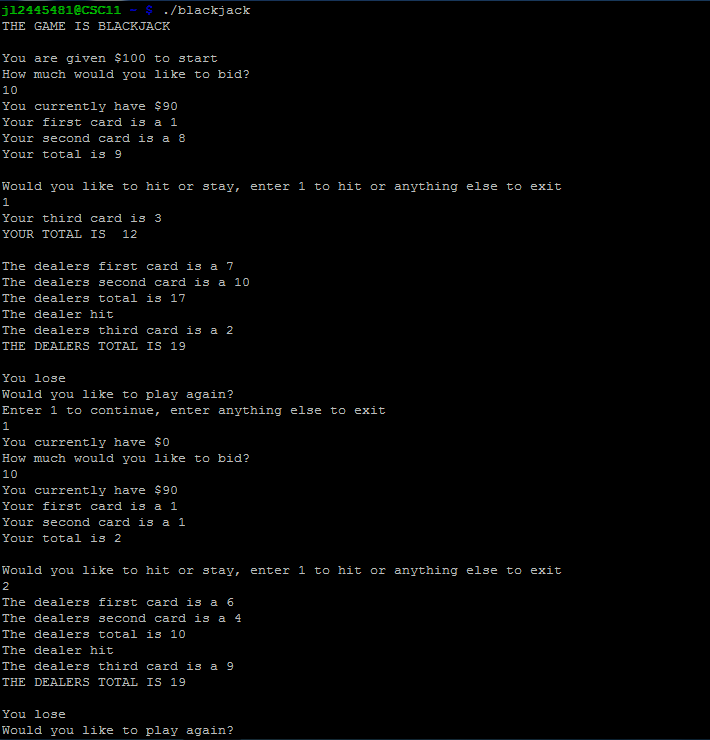 jl2445481@CSC11 ~ $ ./blackjack
THE GAME IS BLACKJACK
You are given $100 to start
How much would you like to bid?
10
You currently have $90
Your first card is a 1
Your second card is a 8
Your total is 9
Would you like to hit or stay, enter 1 to hit or anything else to exit
1
Your third card is 3
YOUR TOTAL IS  12
The dealers first card is a 7
The dealers second card is a 10
The dealers total is 17
The dealer hit
The dealers third card is a 2
THE DEALERS TOTAL IS 19
You lose
Would you like to play again?
Enter 1 to continue, enter anything else to exit
1
You currently have $0
How much would you like to bid?
10
You currently have $90
Your first card is a 1
Your second card is a 1
Your total is 2
Would you like to hit or stay, enter 1 to hit or anything else to exit
2
The dealers first card is a 6
The dealers second card is a 4
The dealers total is 10
The dealer hit
The dealers third card is a 9
THE DEALERS TOTAL IS 19
You lose
Would you like to play again?